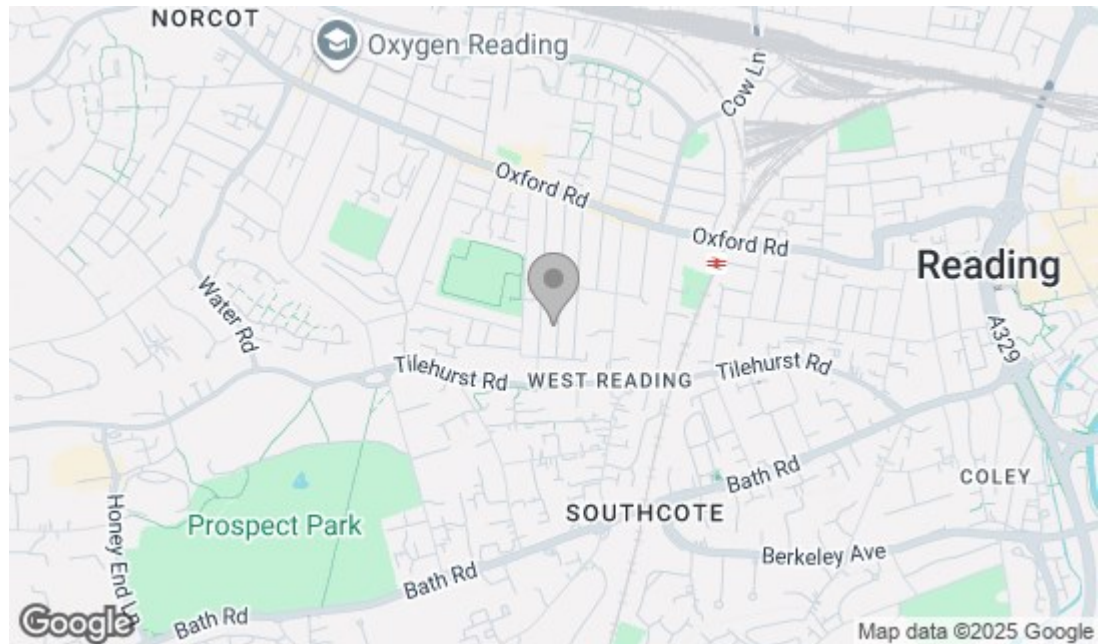 NORCOT
Oxygen Reading
Cow Ln
Oxford Rd
Oxford Rd
Reading
Water Rd
A329
Tilehurst Rd
WEST READING
Tilehurst Rd
Bath Rd
COLEY
Honey End Ln
Prospect Park
SOUTHCOTE
Berkeley Ave
Bath Rd
Bath Rd
Google
Map data ©2025 Google